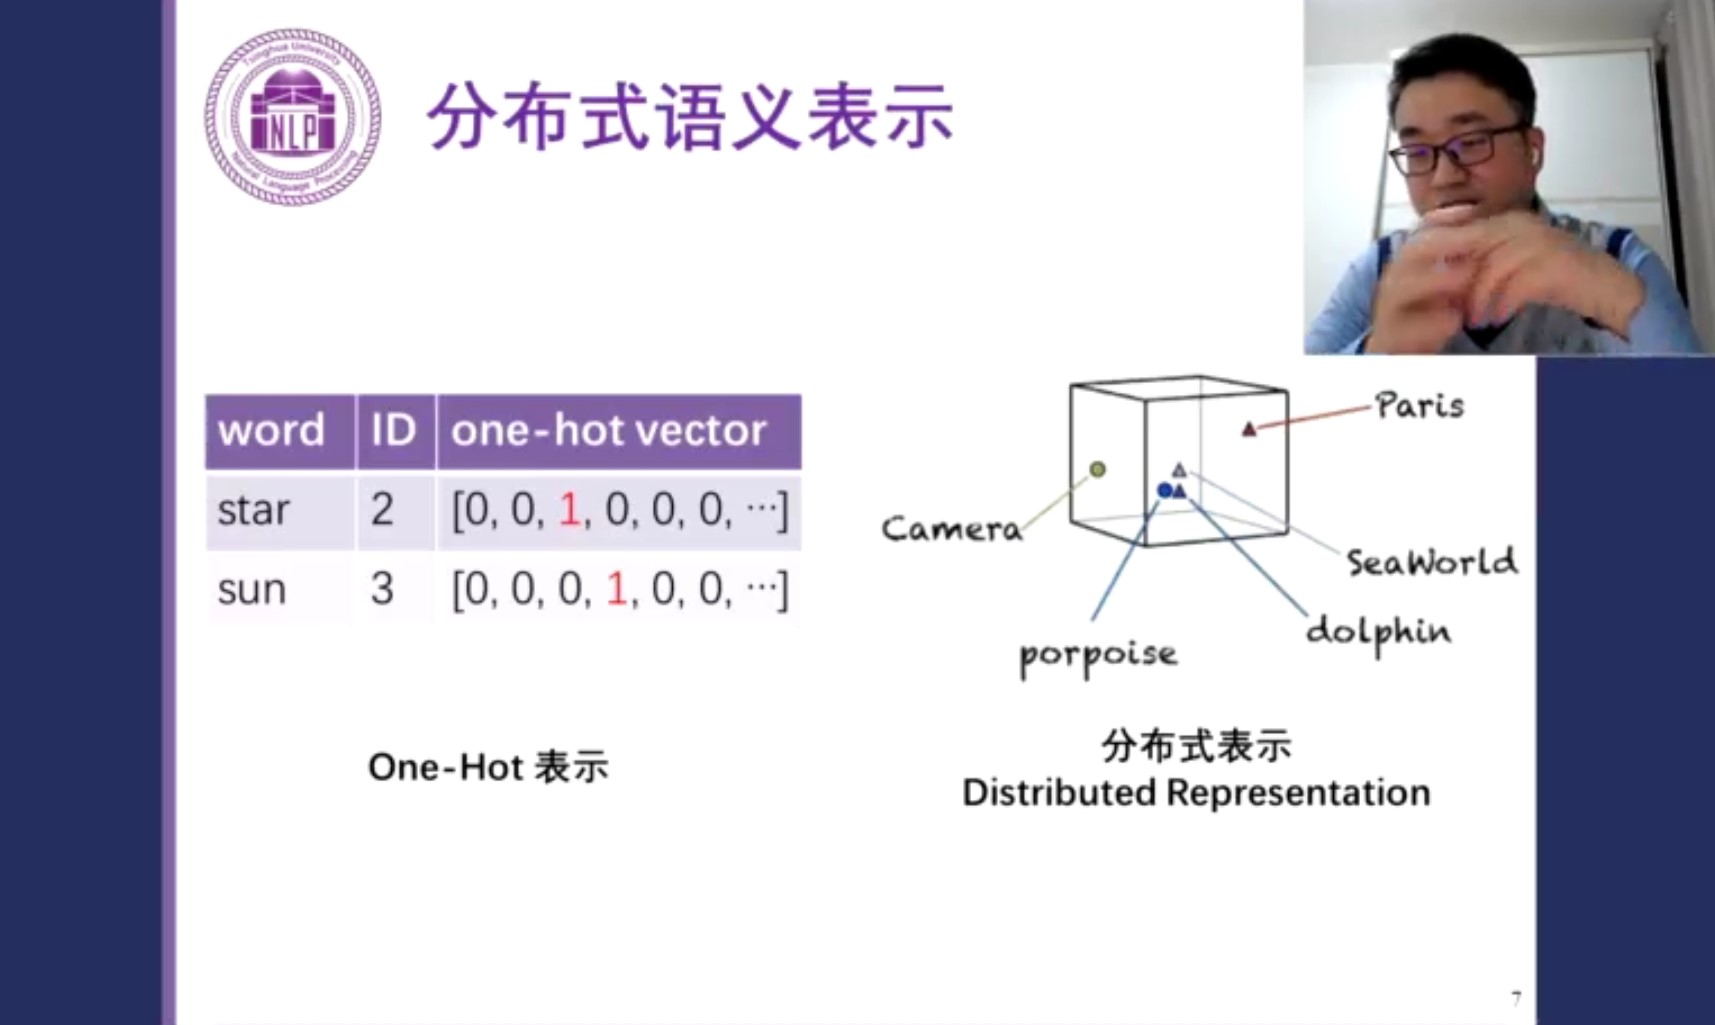 Tsinghua University
NLP
Natural Language Processing
分布式语义表示
word ID one-hot vector
star 2 [0, 0, 1, 0, 0, 0, ···]
sun 3 [0, 0, 0, 1, 0, 0, ···]
One-Hot 表示
Paris
Camera
SeaWorld
dolphin
porpoise
分布式表示
Distributed Representation
7